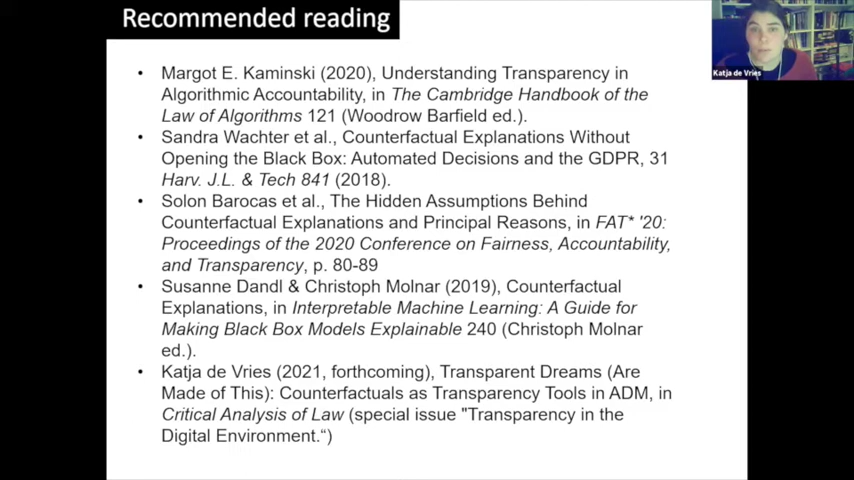 Recommended reading
Katja de Vries
• Margot E. Kaminski (2020), Understanding Transparency in
Algorithmic Accountability, in The Cambridge Handbook of the
Law of Algorithms 121 (Woodrow Barfield ed.).
• Sandra Wachter et al., Counterfactual Explanations Without
Opening the Black Box: Automated Decisions and the GDPR, 31
Harv. J.L. & Tech 841 (2018).
• Solon Barocas et al., The Hidden Assumptions Behind
Counterfactual Explanations and Principal Reasons, in FAT* '20:
Proceedings of the 2020 Conference on Fairness, Accountability,
and Transparency, p. 80-89
• Susanne Dandl & Christoph Molnar (2019), Counterfactual
Explanations, in Interpretable Machine Learning: A Guide for
Making Black Box Models Explainable 240 (Christoph Molnar
ed.).
• Katja de Vries (2021, forthcoming), Transparent Dreams (Are
Made of This): Counterfactuals as Transparency Tools in ADM, in
Critical Analysis of Law (special issue "Transparency in the
Digital Environment.“)